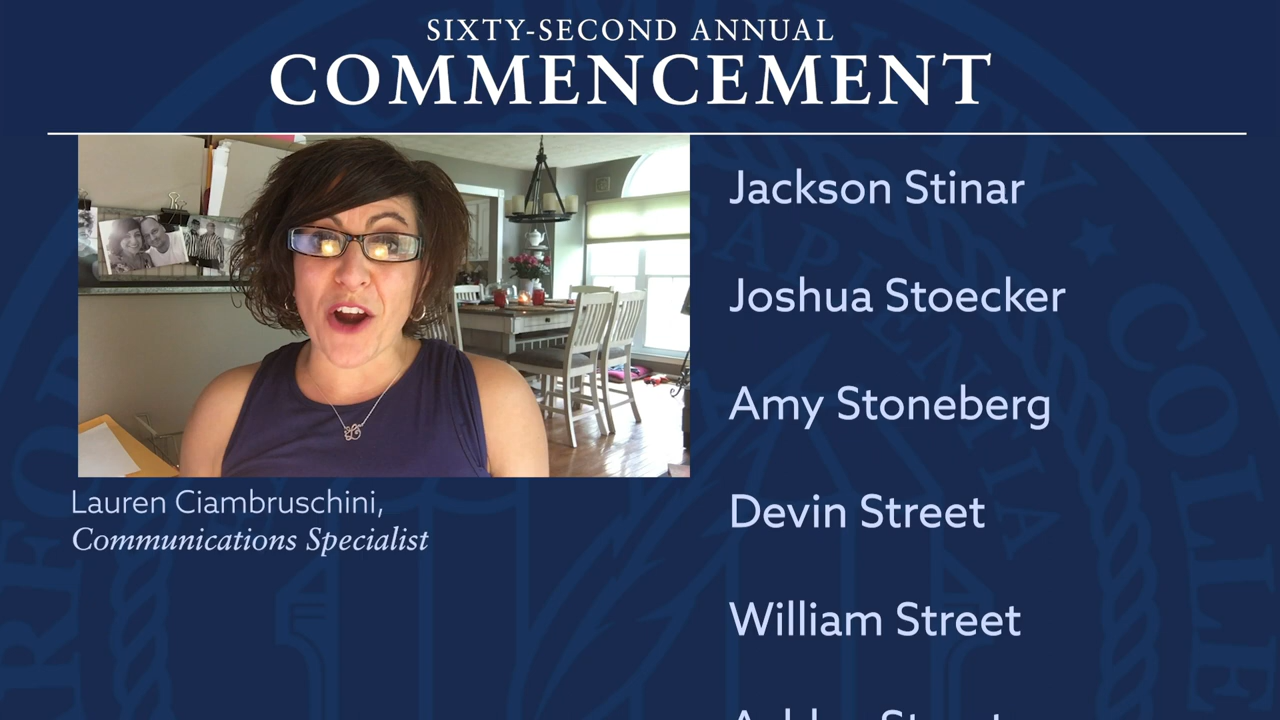 SIXTY-SECOND ANNUAL
COMMENCEMENT
Lauren Ciambruschini,
Communications Specialist
Jackson Stinar
Joshua Stoecker
Amy Stoneberg
Devin Street
William Street